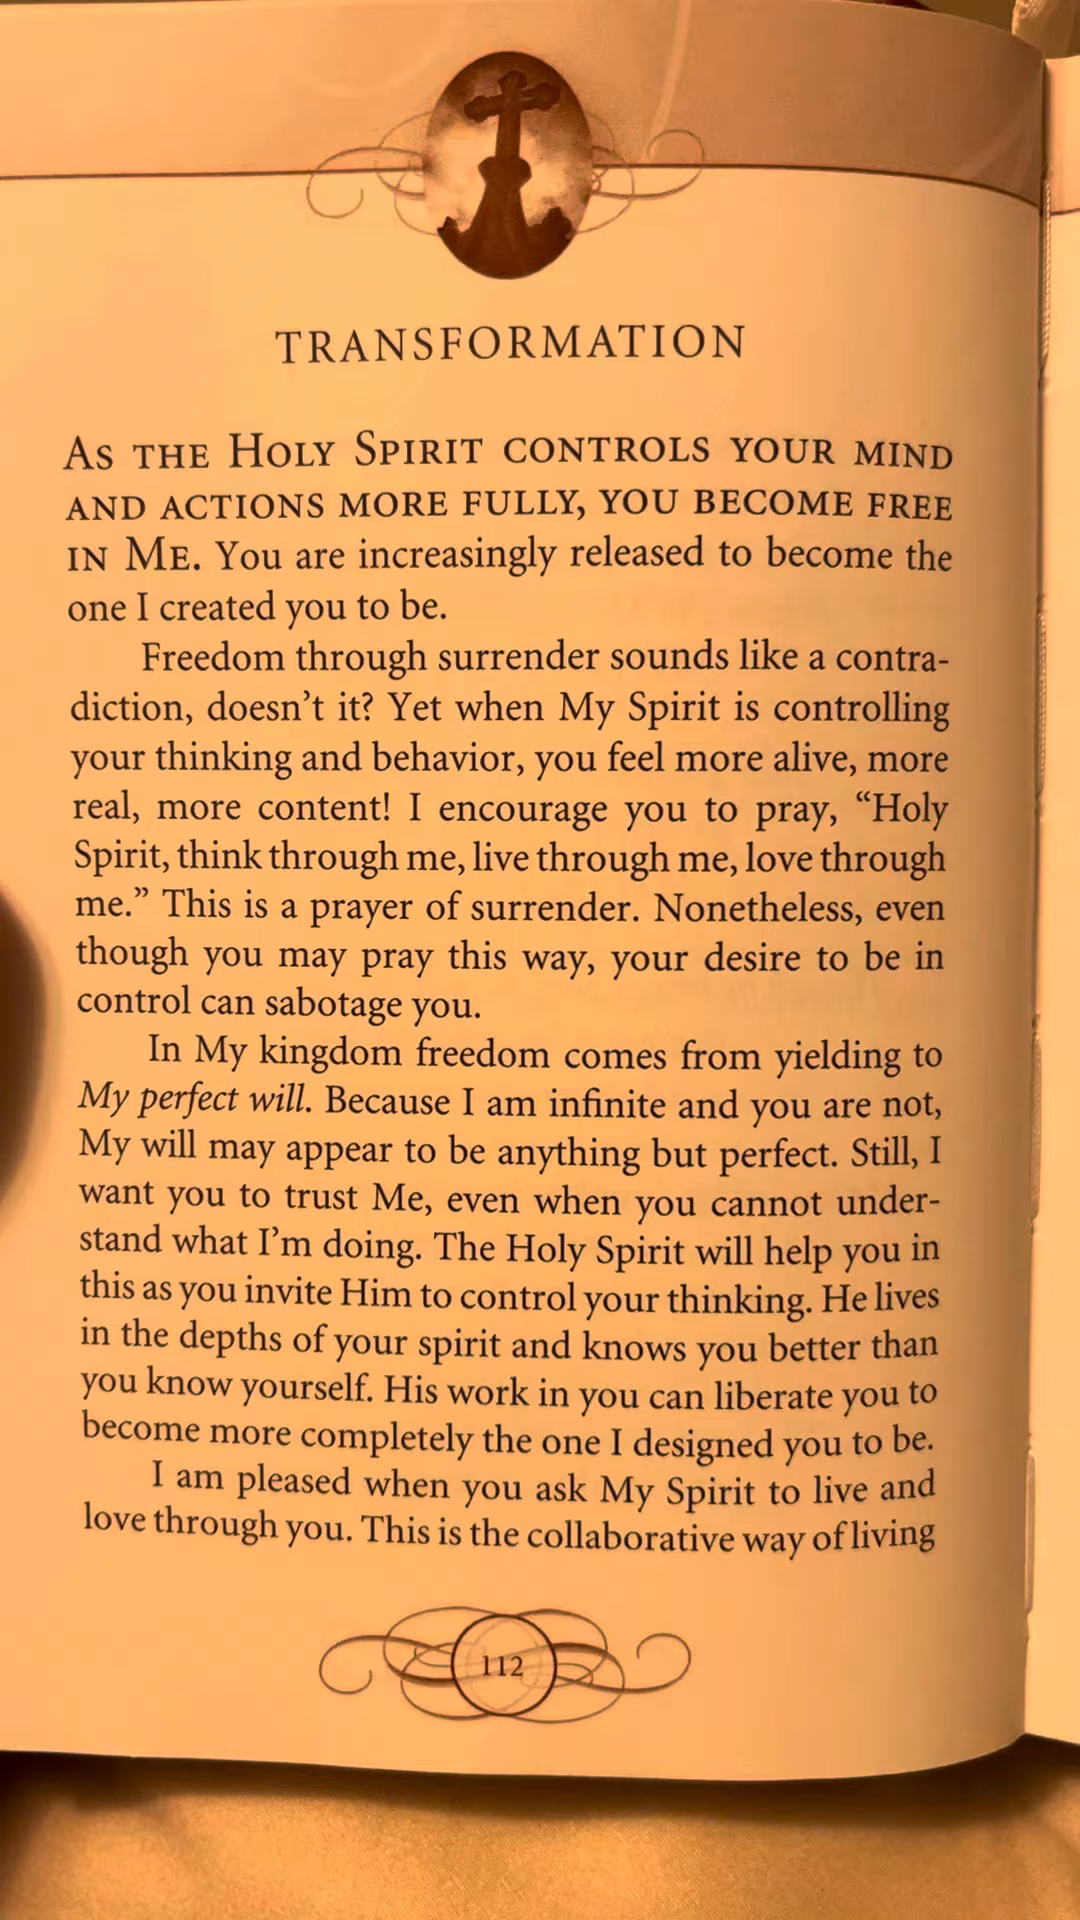 TRANSFORMATION
AS THE HOLY SPIRIT CONTROLS YOUR MIND
AND ACTIONS MORE FULLY, YOU BECOME FREE
IN ME. You are increasingly released to become the
one I created you to be.
Freedom through surrender sounds like a contra-
diction, doesn’t it? Yet when My Spirit is controlling
your thinking and behavior, you feel more alive, more
real, more content! I encourage you to pray, “Holy
Spirit, think through me, live through me, love through
me.” This is a prayer of surrender. Nonetheless, even
though you may pray this way, your desire to be in
control can sabotage you.
In My kingdom freedom comes from yielding to
My perfect will. Because I am infinite and you are not,
My will may appear to be anything but perfect. Still, I
want you to trust Me, even when you cannot under-
stand what I’m doing. The Holy Spirit will help you in
this as you invite Him to control your thinking. He lives
in the depths of your spirit and knows you better than
you know yourself. His work in you can liberate you to
become more completely the one I designed you to be.
I am pleased when you ask My Spirit to live and
love through you. This is the collaborative way of living
112